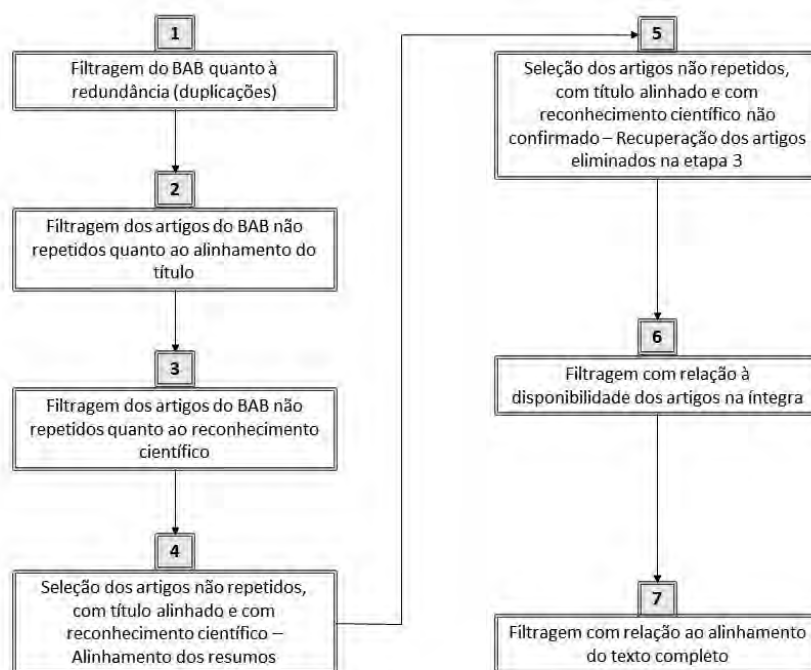 1
Filtragem do BAB quanto à
redundância (duplicações)
2
Filtragem dos artigos do BAB não
repetidos quanto ao alinhamento do
título
3
Filtragem dos artigos do BAB não
repetidos quanto ao reconhecimento
científico
4
Seleção dos artigos não repetidos,
com título alinhado e com
reconhecimento científico –
Alinhamento dos resumos
5
Seleção dos artigos não repetidos,
com título alinhado e com
reconhecimento científico não
confirmado – Recuperação dos artigos
eliminados na etapa 3
6
Filtragem com relação à
disponibilidade dos artigos na íntegra
7
Filtragem com relação ao alinhamento
do texto completo